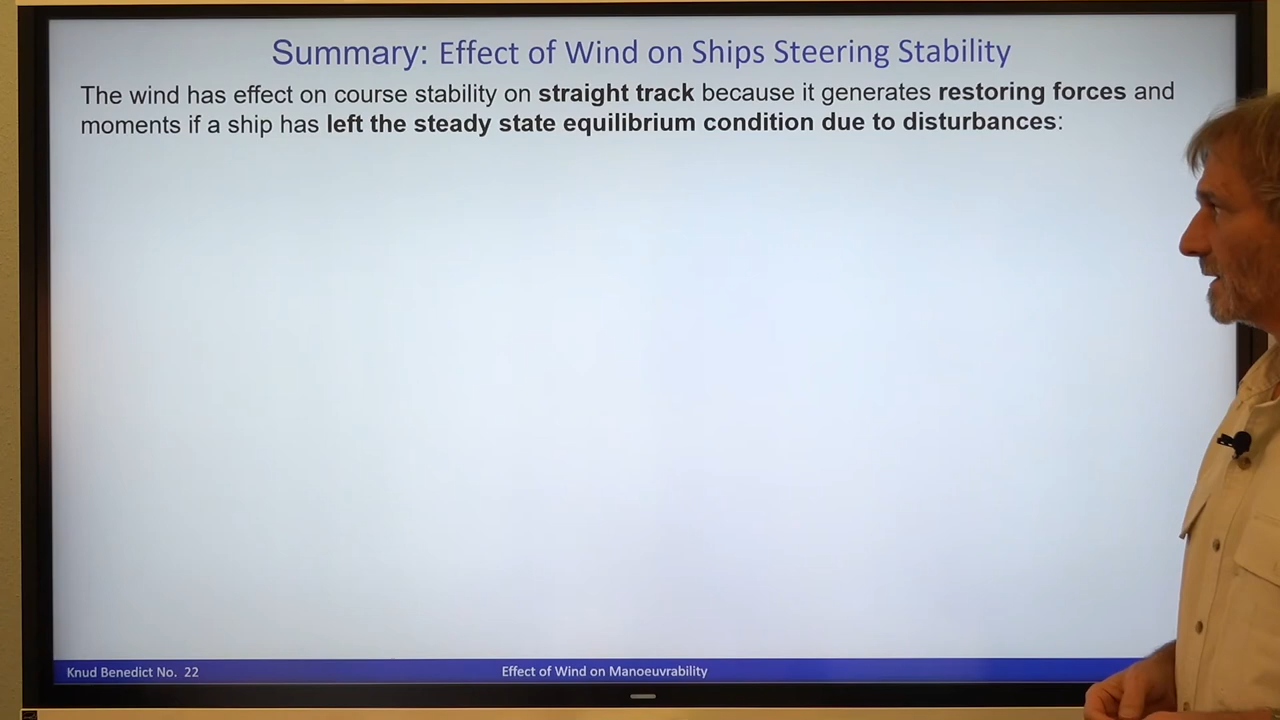 Summary: Effect of Wind on Ships Steering Stability
The wind has effect on course stability on straight track because it generates restoring forces and
moments if a ship has left the steady state equilibrium condition due to disturbances:
Knud Benedict No. 22
Effect of Wind on Manoeuvrability